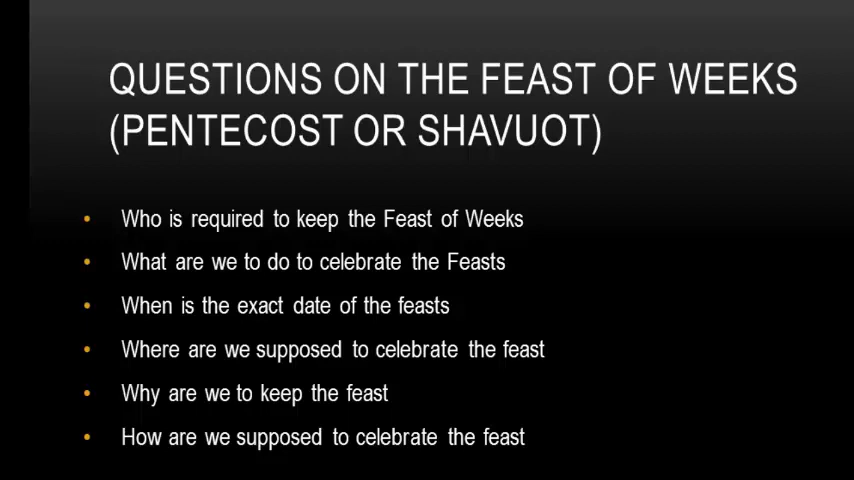 QUESTIONS ON THE FEAST OF WEEKS
(PENTECOST OR SHAVUOT)
• Who is required to keep the Feast of Weeks
• What are we to do to celebrate the Feasts
• When is the exact date of the feasts
• Where are we supposed to celebrate the feast
• Why are we to keep the feast
• How are we supposed to celebrate the feast